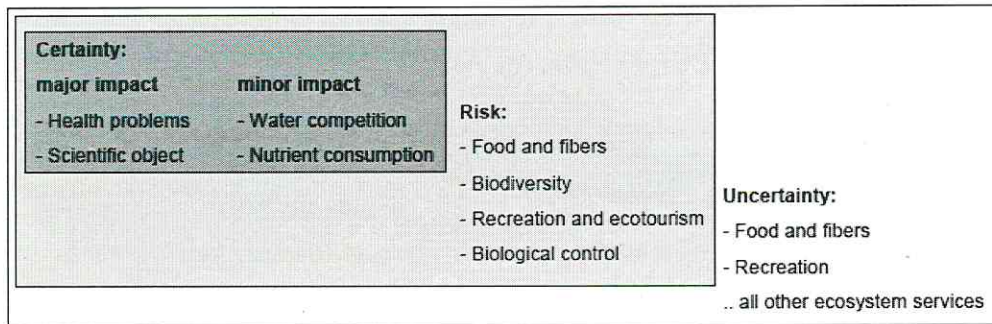 Certainty:
major impact minor impact
- Health problems - Water competition
- Scientific object - Nutrient consumption
Risk:
- Food and fibers
- Biodiversity
- Recreation and ecotourism
- Biological control
Uncertainty:
- Food and fibers
- Recreation
.. all other ecosystem services